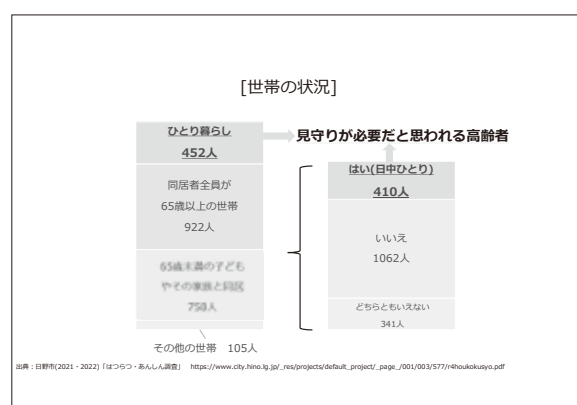 [世帯の状況]
ひとり暮らし
452人
見守りが必要だと思われる高齢者
同居者全員が
65歳以上の世帯
922人
65歳未満の子ども
やその家族と同居
その他の世帯 105人
はい(日中ひとり)
410人
いいえ
1062人
どちらともいえない
341人
出典:日野市(2021・2022)「はつらつ・あんしん調査」 https://www.city.hino.lg.jp/_res/projects/default_project/_page_/001/003/577/r4houkokusyo.pdf